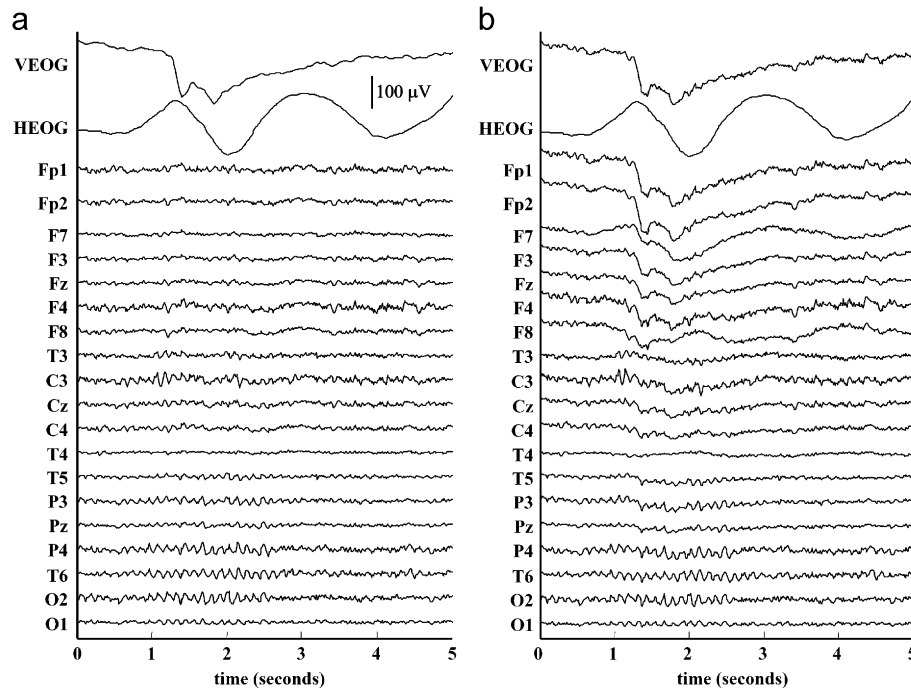 a
VEOG
100 µV
HEOG
Fp1
Fp2
F7
F3
Fz
F4
F8
T3
C3
Cz
C4
T4
T5
P3
Pz
P4
T6
O2
O1
0 1 2 3 4 5
time (seconds)
b
VEOG
HEOG
Fp1
Fp2
F7
F3
Fz
F4
F8
T3
C3
Cz
C4
T4
T5
P3
Pz
P4
T6
O2
O1
0 1 2 3 4 5
time (seconds)